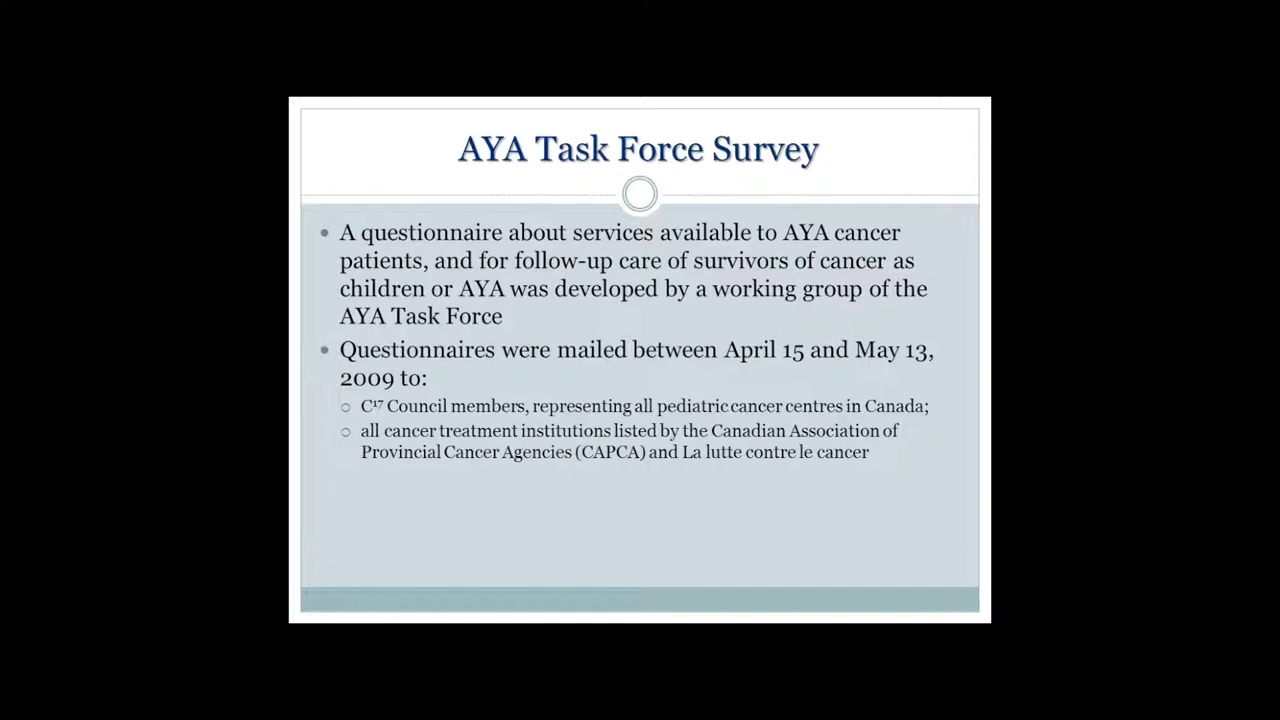 AYA Task Force Survey
• A questionnaire about services available to AYA cancer
patients, and for follow-up care of survivors of cancer as
children or AYA was developed by a working group of the
AYA Task Force
• Questionnaires were mailed between April 15 and May 13,
2009 to:
○ C¹⁷ Council members, representing all pediatric cancer centres in Canada;
○ all cancer treatment institutions listed by the Canadian Association of
Provincial Cancer Agencies (CAPCA) and La lutte contre le cancer